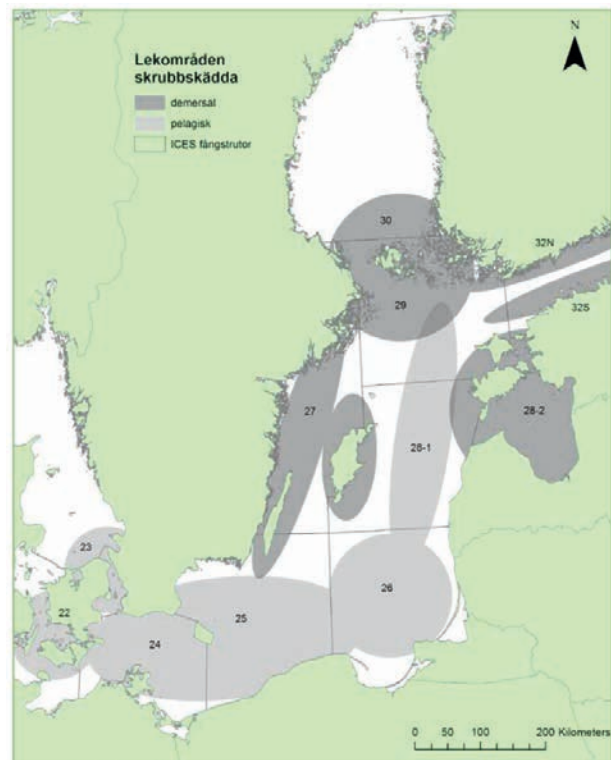 Lekområden
skrubbskädda
demersal
pelagisk
ICES fångstrutor
N
30
32N
29
32S
27
28-2
28-1
23
22
26
25
24
0 50 100 200 Kilometers